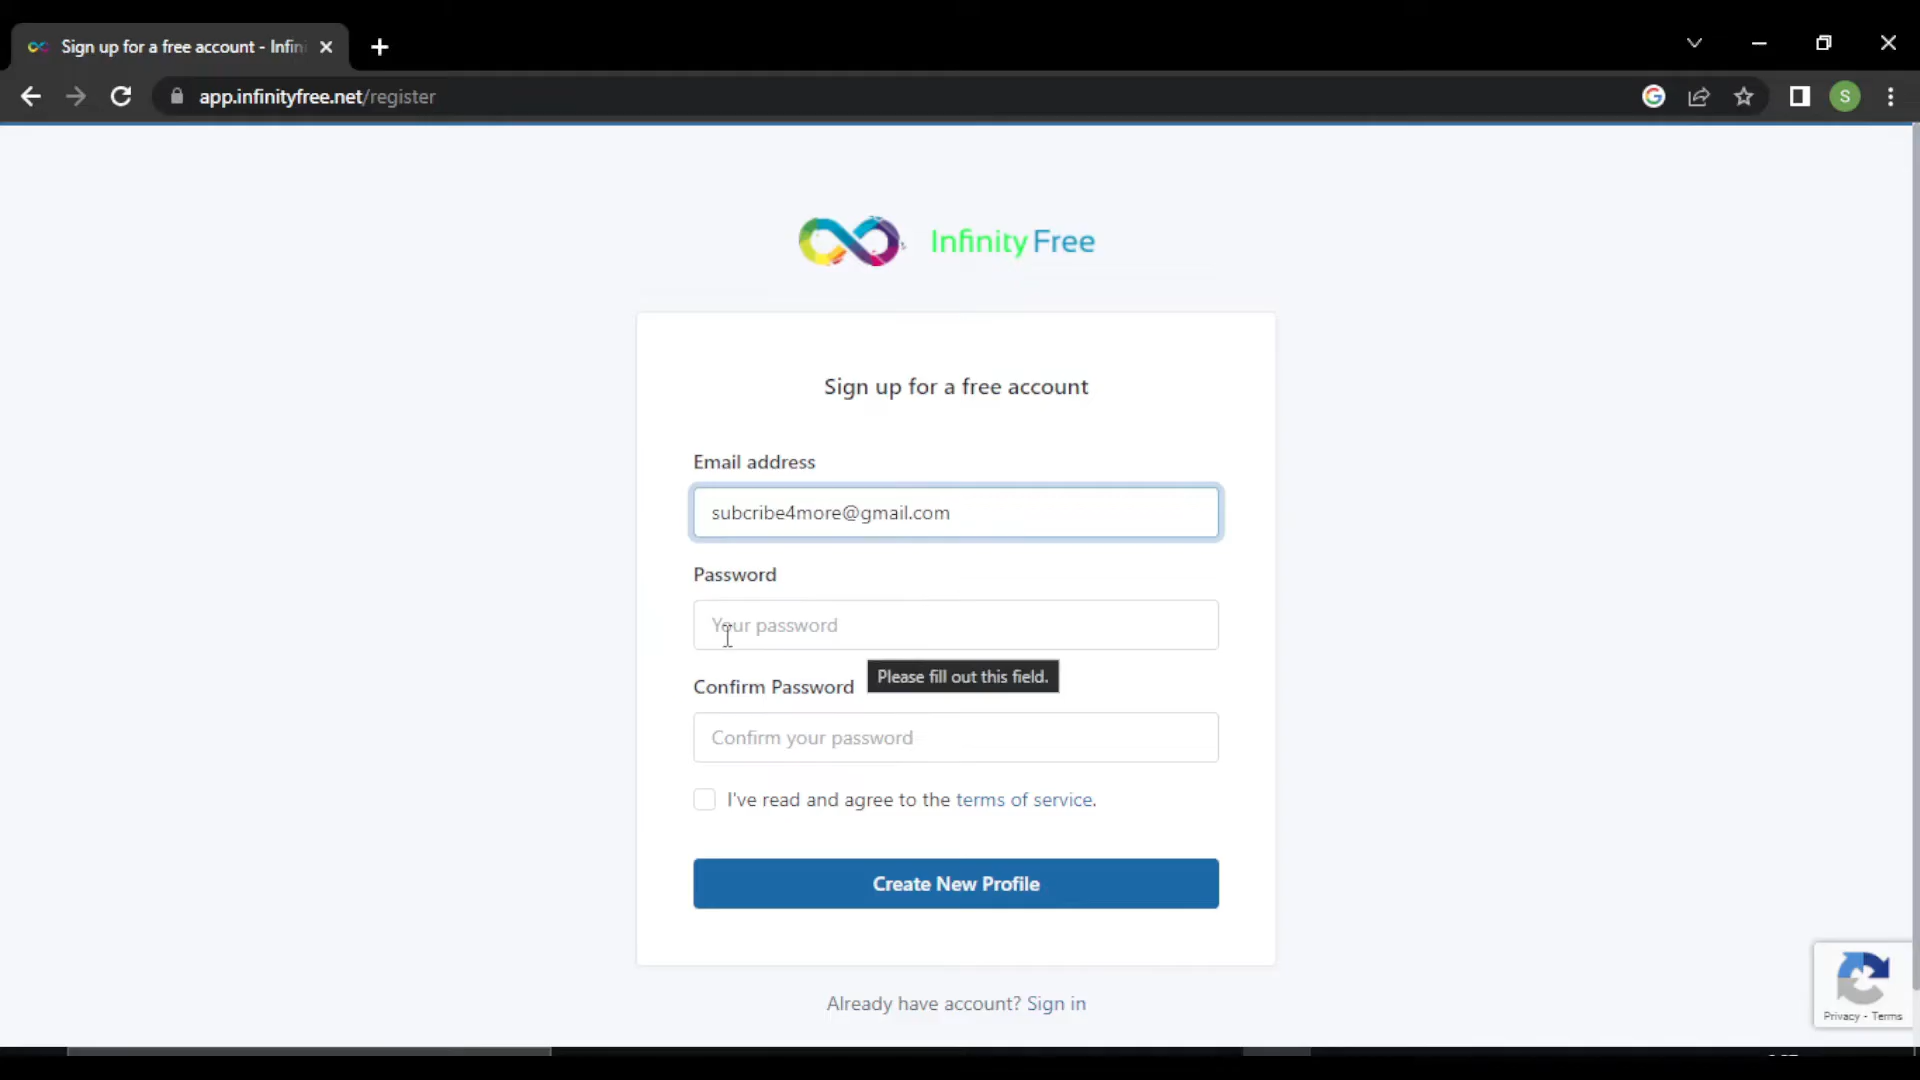 Sign up for a free account - Infini
app.infinityfree.net/register
S
Infinity Free
Sign up for a free account
Email address
subcribe4more@gmail.com
Password
Your password
Please fill out this field.
Confirm Password
Confirm your password
I've read and agree to the terms of service.
Create New Profile
Already have account? Sign in
Privacy - Terms